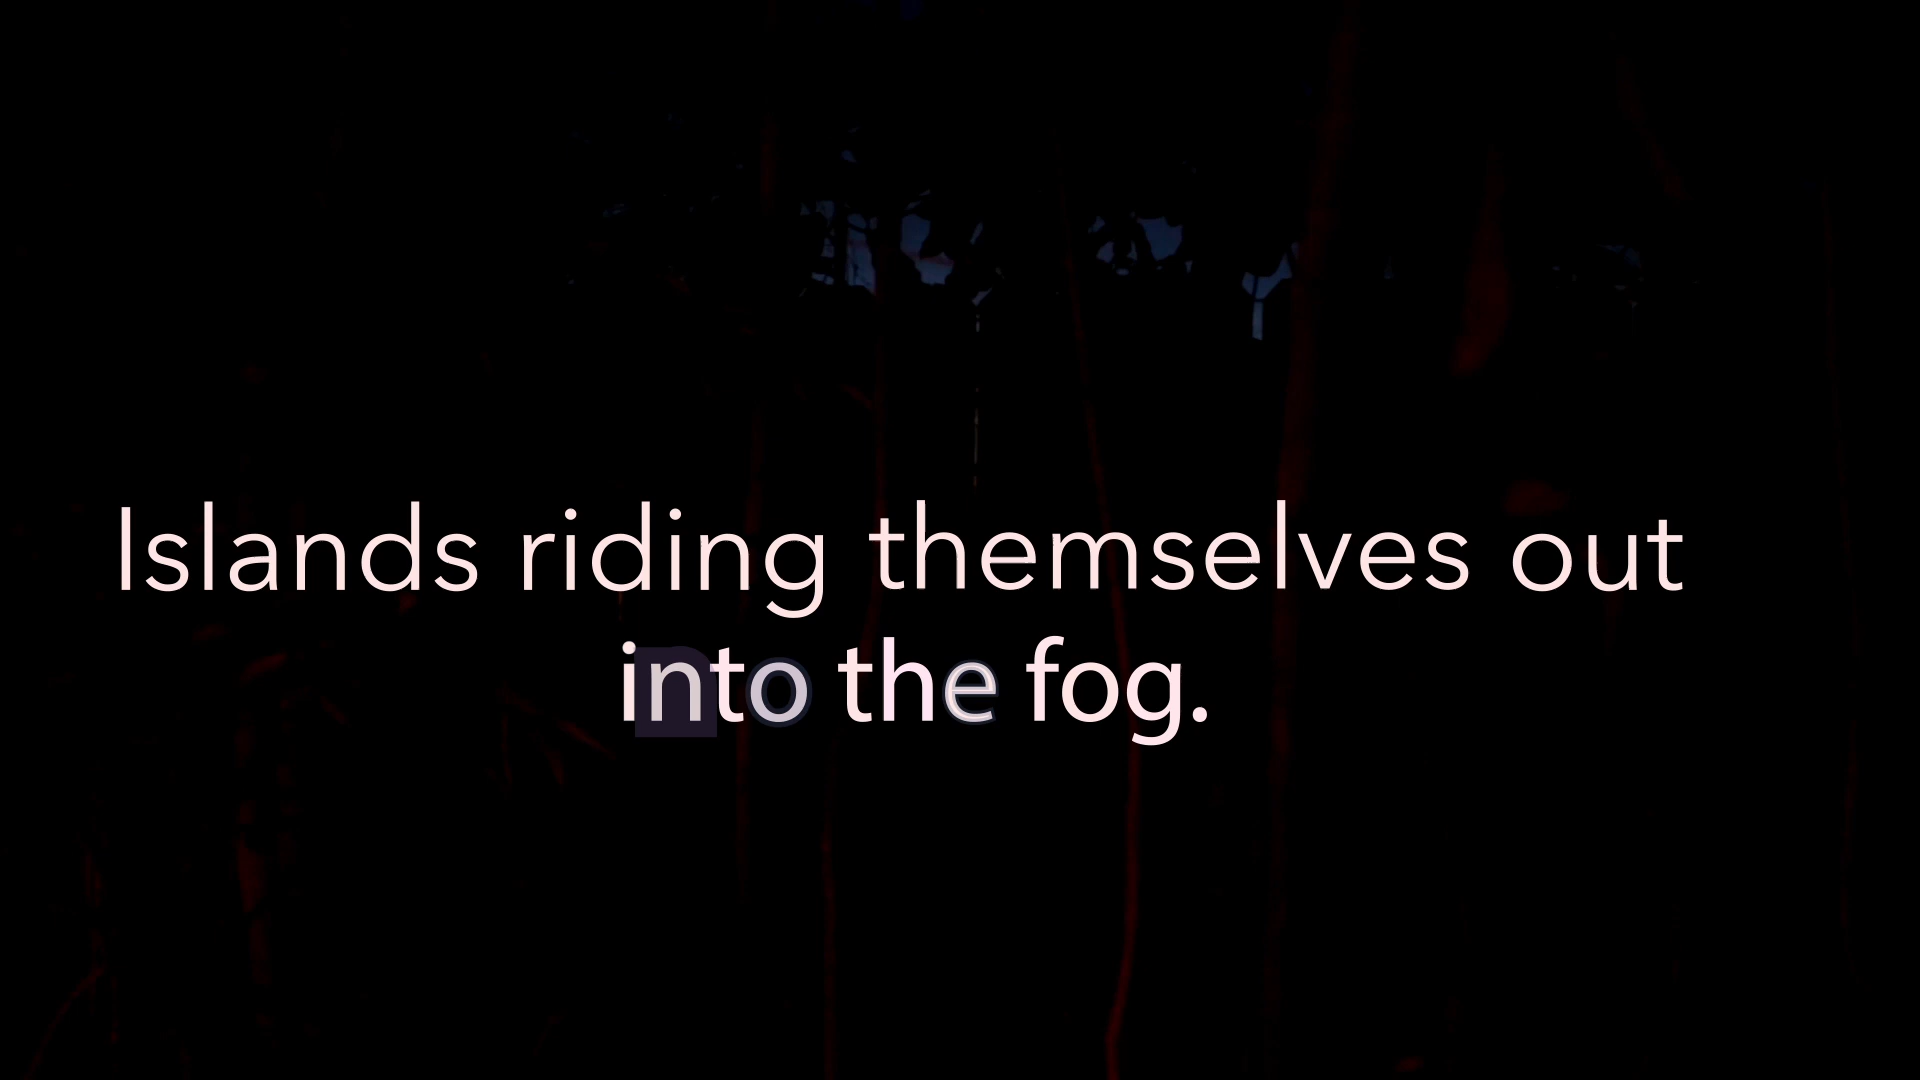 Islands riding themselves out
into the fog.